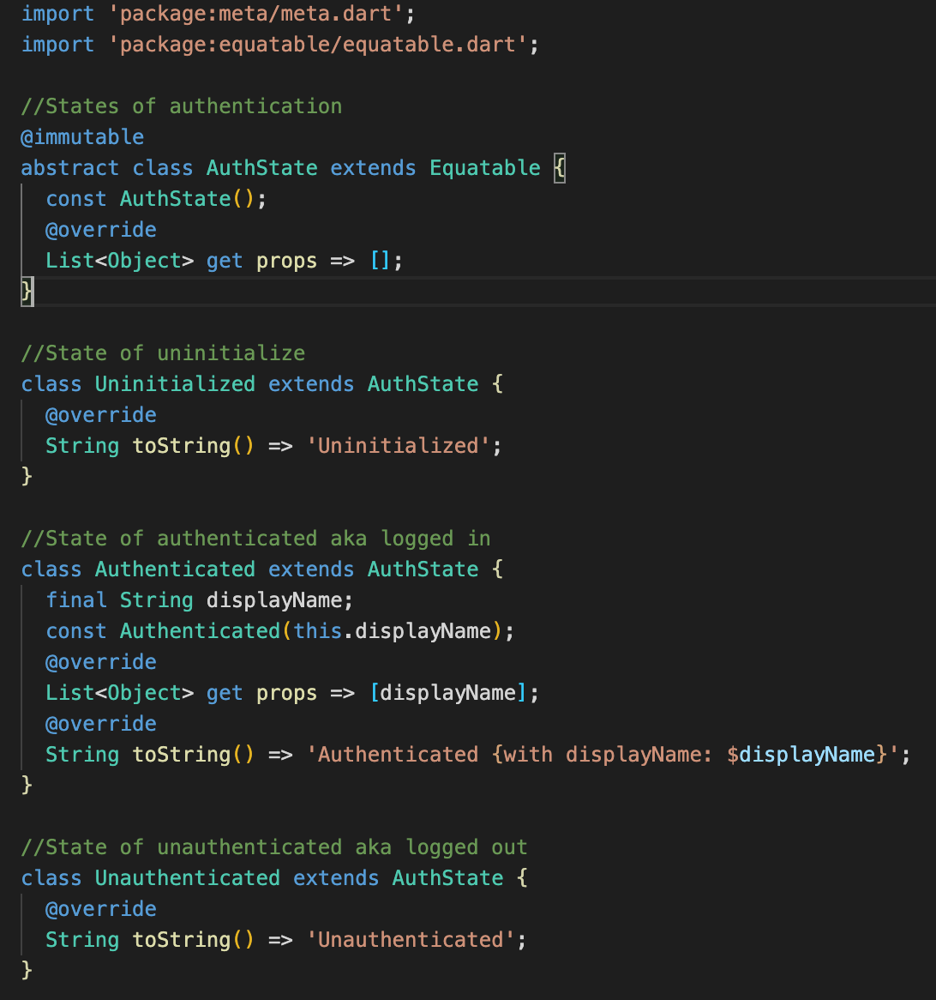 import 'package:meta/meta.dart';
import 'package:equatable/equatable.dart';

//States of authentication
@immutable
abstract class AuthState extends Equatable {
  const AuthState();
  @override
  List<Object> get props => [];
}

//State of uninitialize
class Uninitialized extends AuthState {
  @override
  String toString() => 'Uninitialized';
}

//State of authenticated aka logged in
class Authenticated extends AuthState {
  final String displayName;
  const Authenticated(this.displayName);
  @override
  List<Object> get props => [displayName];
  @override
  String toString() => 'Authenticated {with displayName: $displayName}';
}

//State of unauthenticated aka logged out
class Unauthenticated extends AuthState {
  @override
  String toString() => 'Unauthenticated';
}